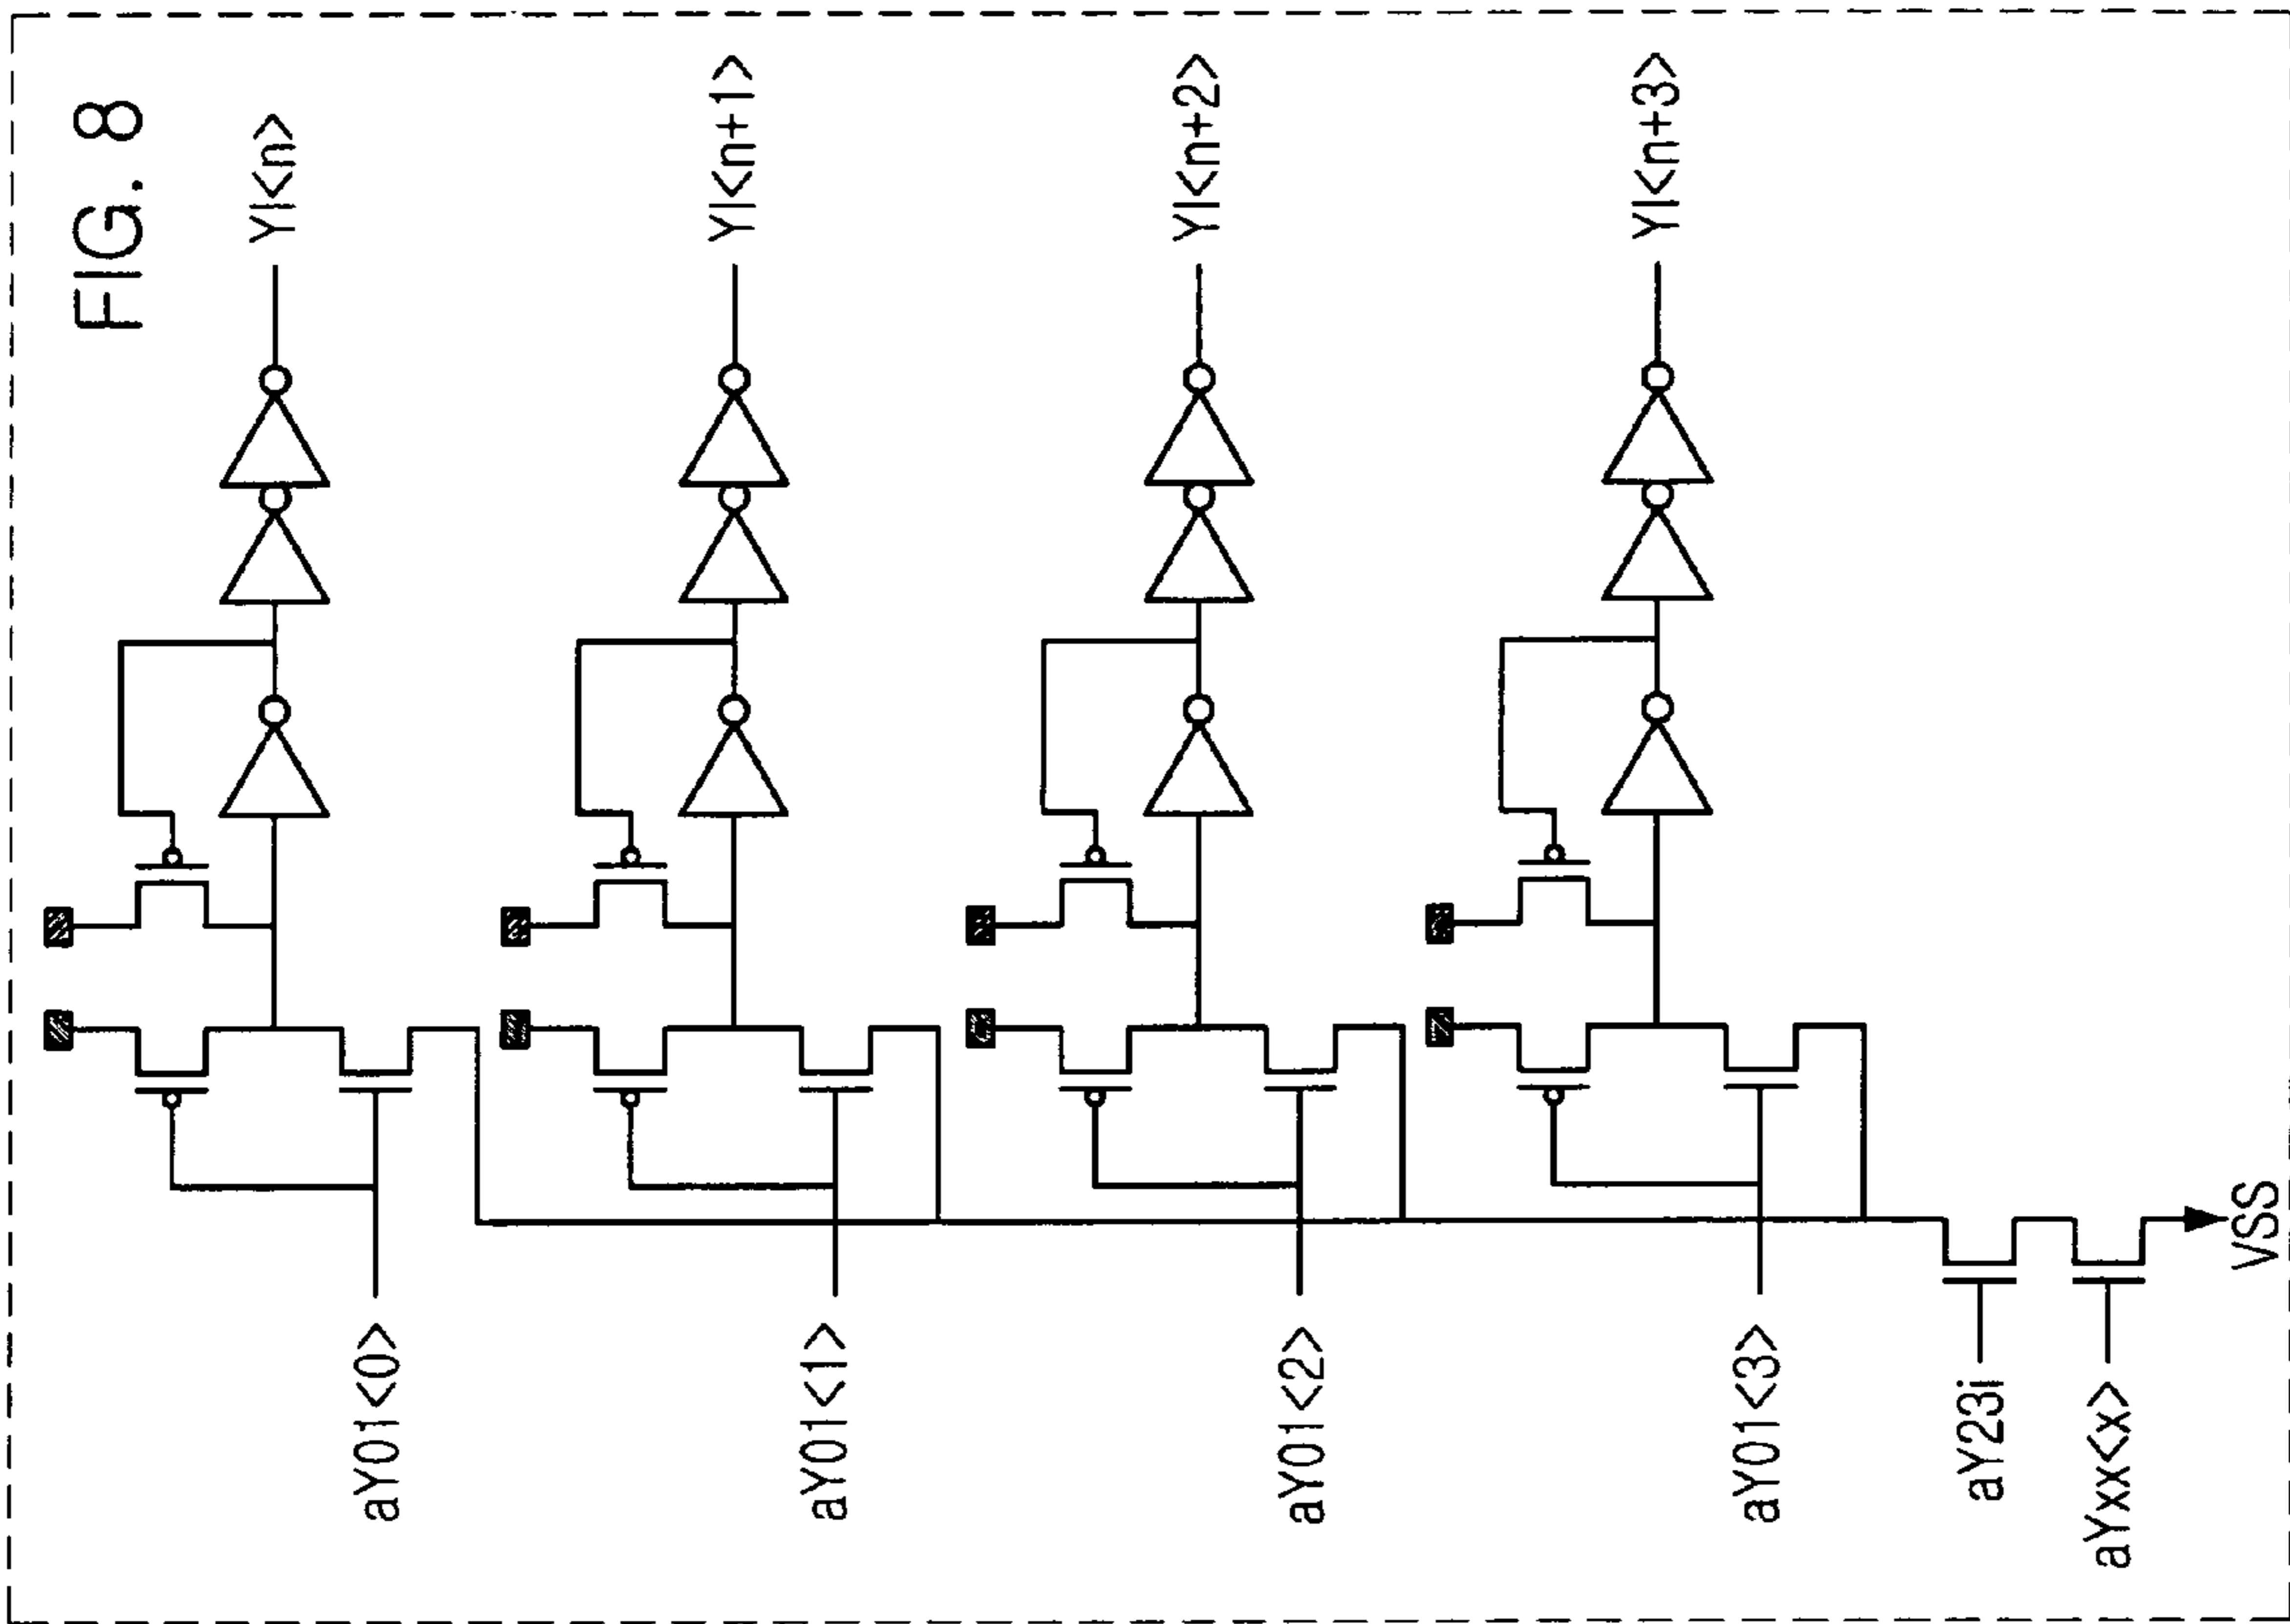 FIG. 8
YI<n>
YI<n+1>
YI<n+2>
YI<n+3>
aY01<0>
aY01<1>
aY01<2>
aY01<3>
aY23i
aYxx<x>
VSS